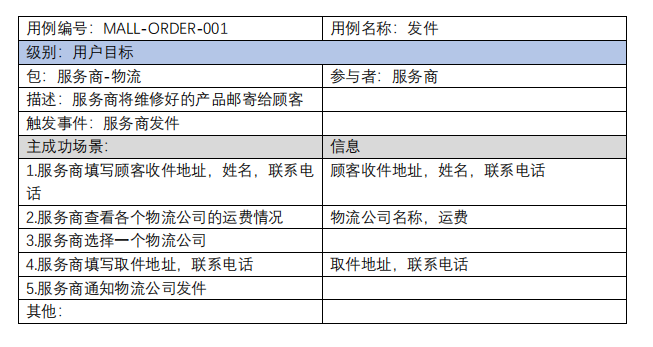 用例编号：MALL-ORDER-001 用例名称：发件
级别：用户目标
包：服务商-物流 参与者：服务商
描述：服务商将维修好的产品邮寄给顾客
触发事件：服务商发件
主成功场景： 信息
1.服务商填写顾客收件地址，姓名，联系电 顾客收件地址，姓名，联系电话
话
2.服务商查看各个物流公司的运费情况 物流公司名称，运费
3.服务商选择一个物流公司
4.服务商填写取件地址，联系电话 取件地址，联系电话
5.服务商通知物流公司发件
其他：